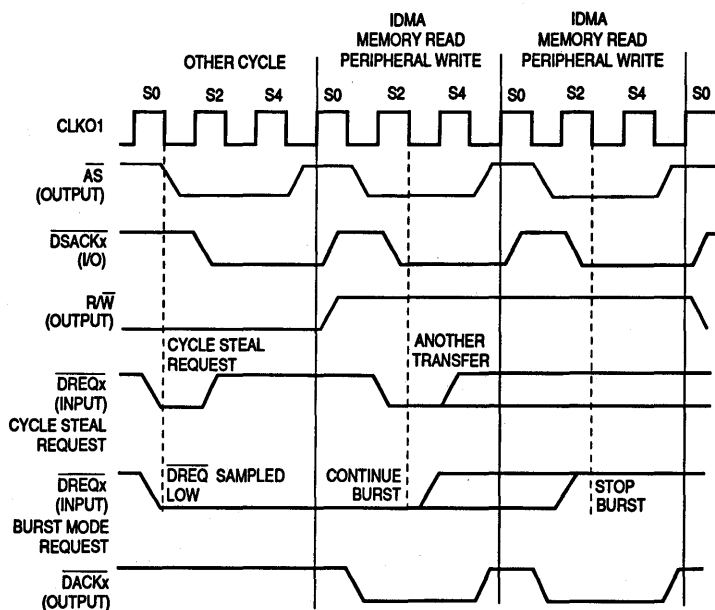 IDMA
MEMORY READ
PERIPHERAL WRITE
IDMA
MEMORY READ
PERIPHERAL WRITE
OTHER CYCLE
S0 S2 S4 S0 S2 S4 S0 S2 S4 S0
CLKO1
AS
(OUTPUT)
DSACKx
(I/O)
R/W
(OUTPUT)
CYCLE STEAL
REQUEST
ANOTHER
TRANSFER
DREQx
(INPUT)
CYCLE STEAL
REQUEST
DREQx
(INPUT)
BURST MODE
REQUEST
DREQ SAMPLED
LOW
CONTINUE
BURST
STOP
BURST
DACKx
(OUTPUT)